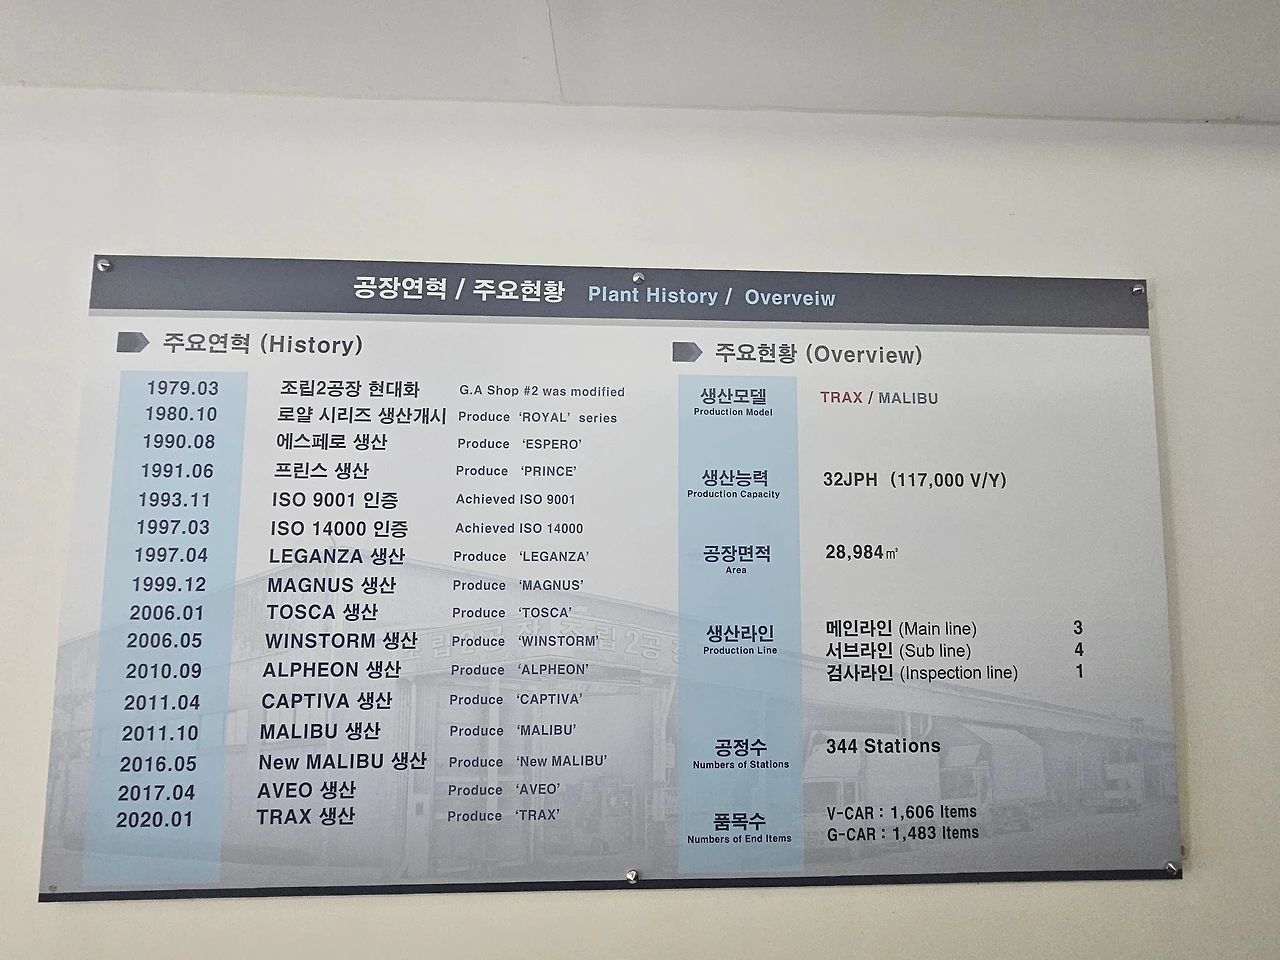 공장연혁 / 주요현황 Plant History / Overveiw
주요연혁 (History)
1979.03 조립2공장 현대화 G.A Shop #2 was modified
1980.10 로얄 시리즈 생산개시 Produce ‘ROYAL’ series
1990.08 에스페로 생산 Produce ‘ESPERO’
1991.06 프린스 생산 Produce ‘PRINCE’
1993.11 ISO 9001 인증 Achieved ISO 9001
1997.03 ISO 14000 인증 Achieved ISO 14000
1997.04 LEGANZA 생산 Produce ‘LEGANZA’
1999.12 MAGNUS 생산 Produce ‘MAGNUS’
2006.01 TOSCA 생산 Produce ‘TOSCA’
2006.05 WINSTORM 생산 Produce ‘WINSTORM’
2010.09 ALPHEON 생산 Produce ‘ALPHEON’
2011.04 CAPTIVA 생산 Produce ‘CAPTIVA’
2011.10 MALIBU 생산 Produce ‘MALIBU’
2016.05 New MALIBU 생산 Produce ‘New MALIBU’
2017.04 AVEO 생산 Produce ‘AVEO’
2020.01 TRAX 생산 Produce ‘TRAX’
주요현황 (Overview)
생산모델 TRAX / MALIBU
Production Model
생산능력 32JPH (117,000 V/Y)
Production Capacity
공장면적 28,984㎡
Area
메인라인 (Main line) 3
생산라인 서브라인 (Sub line) 4
Production Line
검사라인 (Inspection line) 1
공정수 344 Stations
Numbers of Stations
V-CAR : 1,606 Items
품목수 G-CAR : 1,483 Items
Numbers of End Items